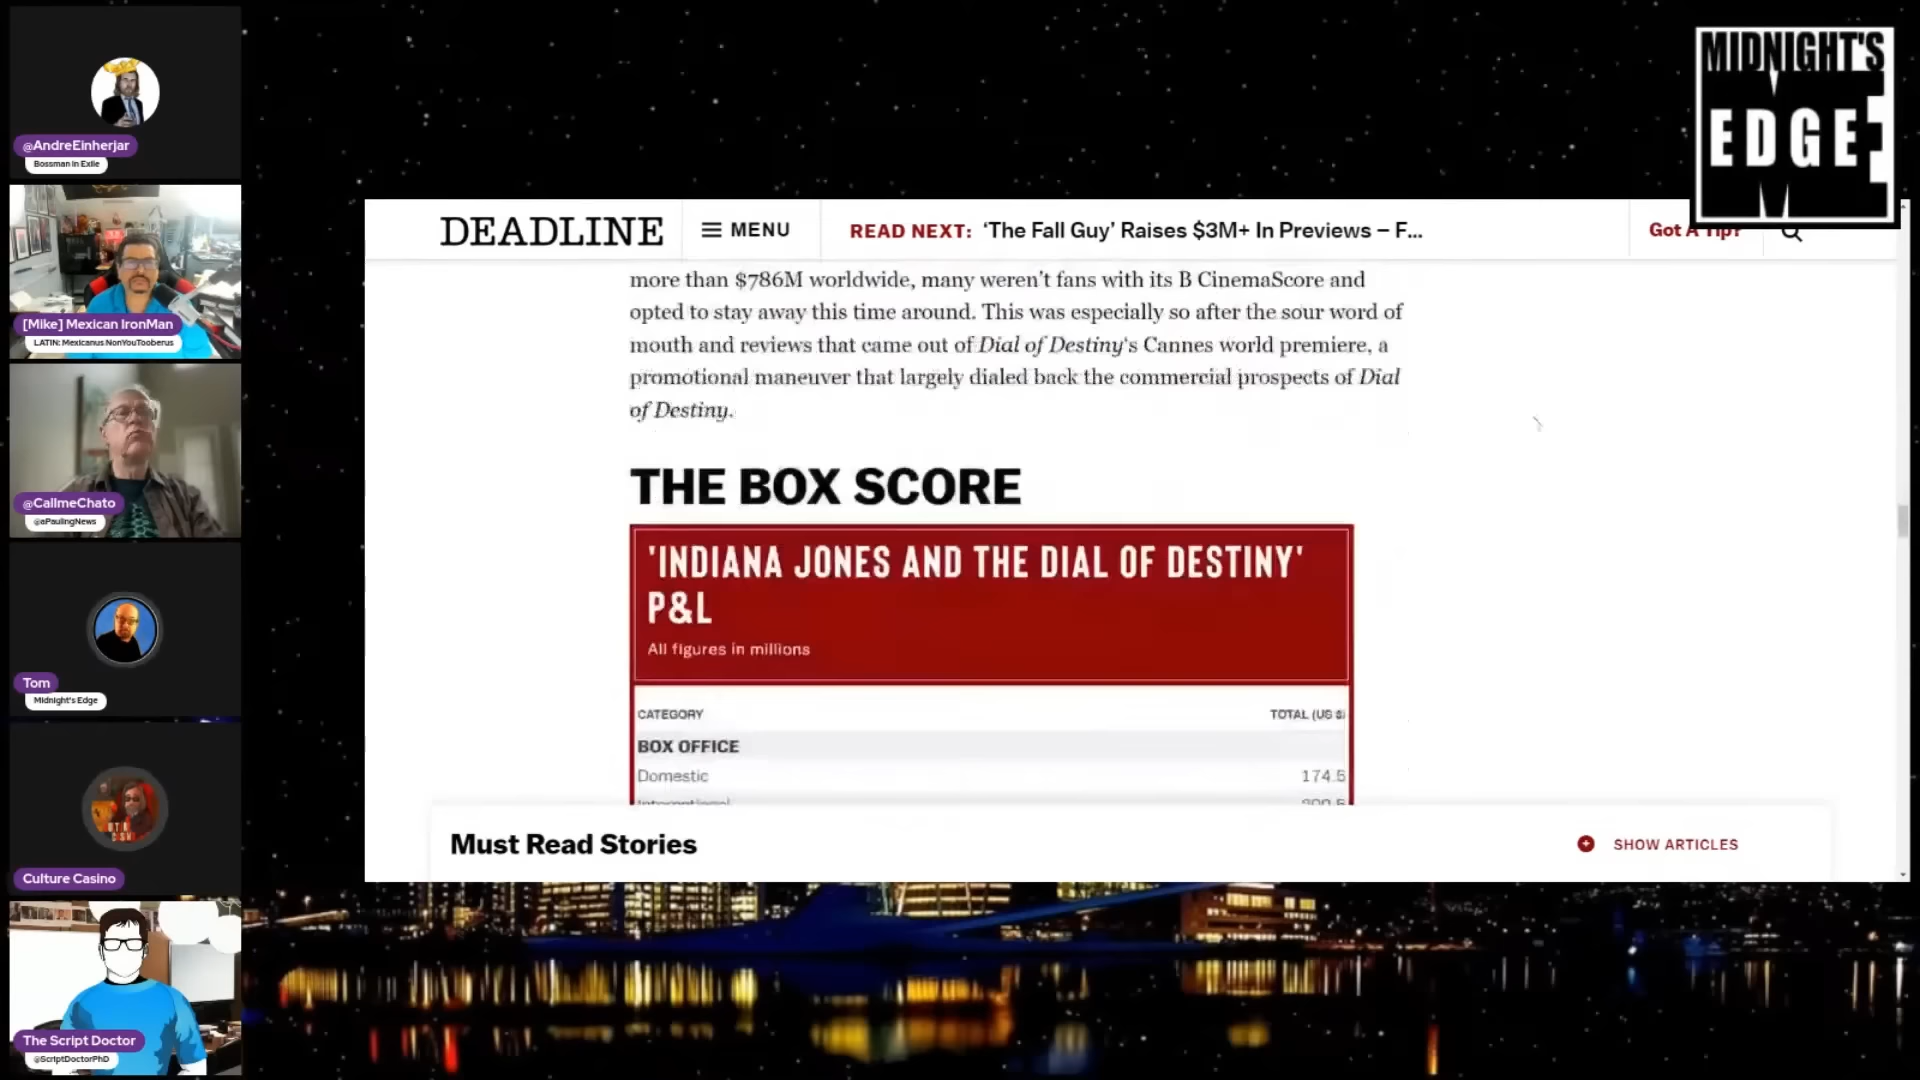 @AndreEinherjar
Bossman in Exile
[Mike] Mexican IronMan
LATIN: Mexicanus NonYouTooberus
@CallmeChato
@aPaulingNews
Tom
Midnight's Edge
Culture Casino
The Script Doctor
@ScriptDoctorPhD
MIDNIGHT'S
EDGE
DEADLINE
MENU
READ NEXT: ‘The Fall Guy’ Raises $3M+ In Previews – F...
Got A Tip?
more than $786M worldwide, many weren't fans with its B CinemaScore and
opted to stay away this time around. This was especially so after the sour word of
mouth and reviews that came out of Dial of Destiny's Cannes world premiere, a
promotional maneuver that largely dialed back the commercial prospects of Dial
of Destiny.
THE BOX SCORE
'INDIANA JONES AND THE DIAL OF DESTINY'
P&L
All figures in millions
CATEGORY TOTAL (US $)
BOX OFFICE
Domestic 174.5
International
Must Read Stories
SHOW ARTICLES